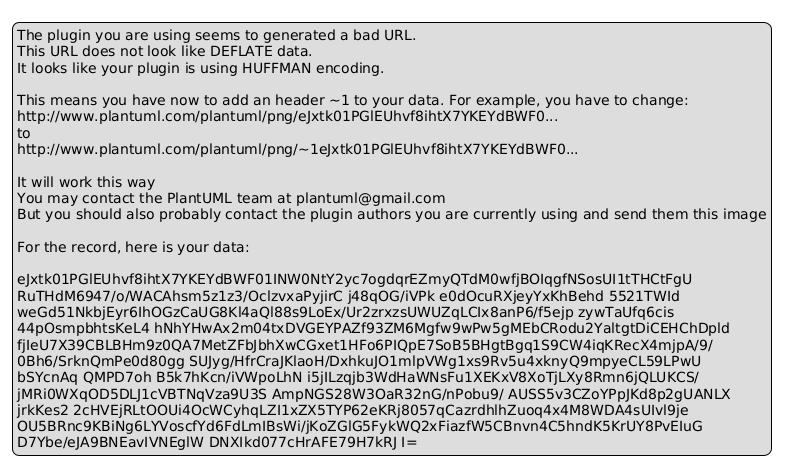 The plugin you are using seems to generated a bad URL.
This URL does not look like DEFLATE data.
It looks like your plugin is using HUFFMAN encoding.
This means you have now to add an header ~1 to your data. For example, you have to change:
http://www.plantuml.com/plantuml/png/eJxtk01PGlEUhvf8ihtX7YKEYdBWF0...
to
http://www.plantuml.com/plantuml/png/~1eJxtk01PGlEUhvf8ihtX7YKEYdBWF0...
It will work this way
You may contact the PlantUML team at plantuml@gmail.com
But you should also probably contact the plugin authors you are currently using and send them this image
For the record, here is your data:
eJxtk01PGlEUhvf8ihtX7YKEYdBWF01INW0NtY2yc7ogdqrEZmyQTdM0wfjBOIqgfNSosUI1tTHCtFgU
RuTHdM6947/o/WACAhsm5z1z3/OclzvxaPyjirC j48qOG/iVPk e0dOcuRXjeyYxKhBehd 5521TWId
weGd51NkbjEyr6IhOGzCaUG8Kl4aQl88s9LoEx/Ur2zrxzsUWUZqLCIx8anP6/f5ejp zywTaUfq6cis
44pOsmpbhtsKeL4 hNhYHwAx2m04txDVGEYPAZf93ZM6Mgfw9wPw5gMEbCRodu2YaltgtDiCEHChDpld
fjIeU7X39CBLBHm9z0QA7MetZFbJbhXwCGxet1HFo6PIQpE7SoB5BHgtBgq1S9CW4iqKRecX4mjpA/9/
0Bh6/SrknQmPe0d80gg SUJyg/HfrCraJKIaoH/DxhkuJO1mlpVWg1xs9Rv5u4xknyQ9mpyeCL59LPwU
bSYcnAq QMPD7oh B5k7hKcn/iVWpoLhN i5jILzqjb3WdHaWNsFu1XEKxV8XoTjLXy8Rmn6jQLUKCS/
jMRi0WXqOD5DLJ1cVBTNqVza9U3S AmpNGS28W3OaR32nG/nPobu9/ AUSS5v3CZoYPpJKd8p2gUANLX
jrkKes2 2cHVEjRLtOOUi4OcWCyhqLZI1xZX5TYP62eKRj8057qCazrdhlhZuoq4x4M8WDA4sUIvl9je
OU5BRnc9KBiNg6LYVoscfYd6FdLmIBsWi/jKoZGlG5FykWQ2xFiazfW5CBnvn4C5hndK5KrUY8PvEIuG
D7Ybe/eJA9BNEavIVNEglW DNXIkd077cHrAFE79H7kRJ I=